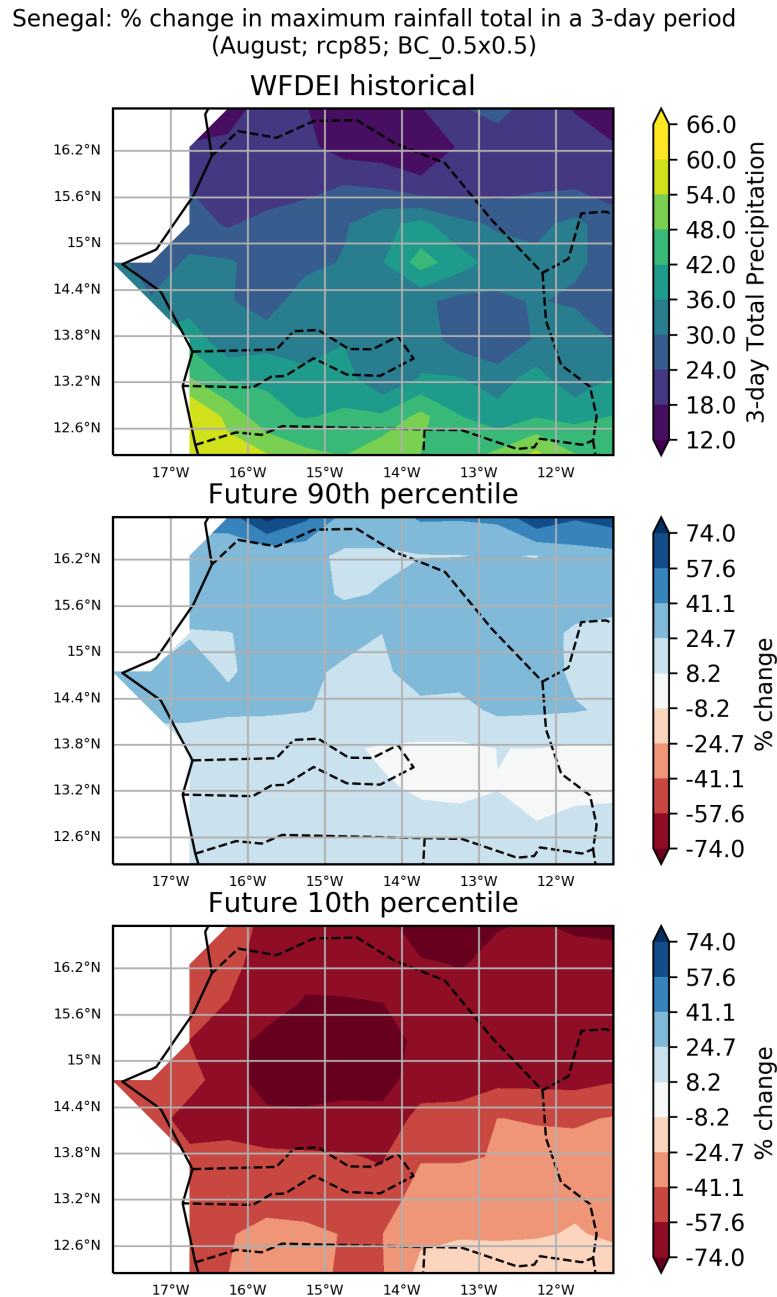 Senegal: % change in maximum rainfall total in a 3-day period
(August; rcp85; BC_0.5x0.5)
WFDEI historical
16.2°N
15.6°N
15°N
14.4°N
13.8°N
13.2°N
12.6°N
17°W 16°W 15°W 14°W 13°W 12°W
66.0
60.0
54.0
48.0
42.0
36.0
30.0
24.0
18.0
12.0
3-day Total Precipitation
Future 90th percentile
16.2°N
15.6°N
15°N
14.4°N
13.8°N
13.2°N
12.6°N
17°W 16°W 15°W 14°W 13°W 12°W
74.0
57.6
41.1
24.7
8.2
-8.2
-24.7
-41.1
-57.6
-74.0
% change
Future 10th percentile
16.2°N
15.6°N
15°N
14.4°N
13.8°N
13.2°N
12.6°N
17°W 16°W 15°W 14°W 13°W 12°W
74.0
57.6
41.1
24.7
8.2
-8.2
-24.7
-41.1
-57.6
-74.0
% change